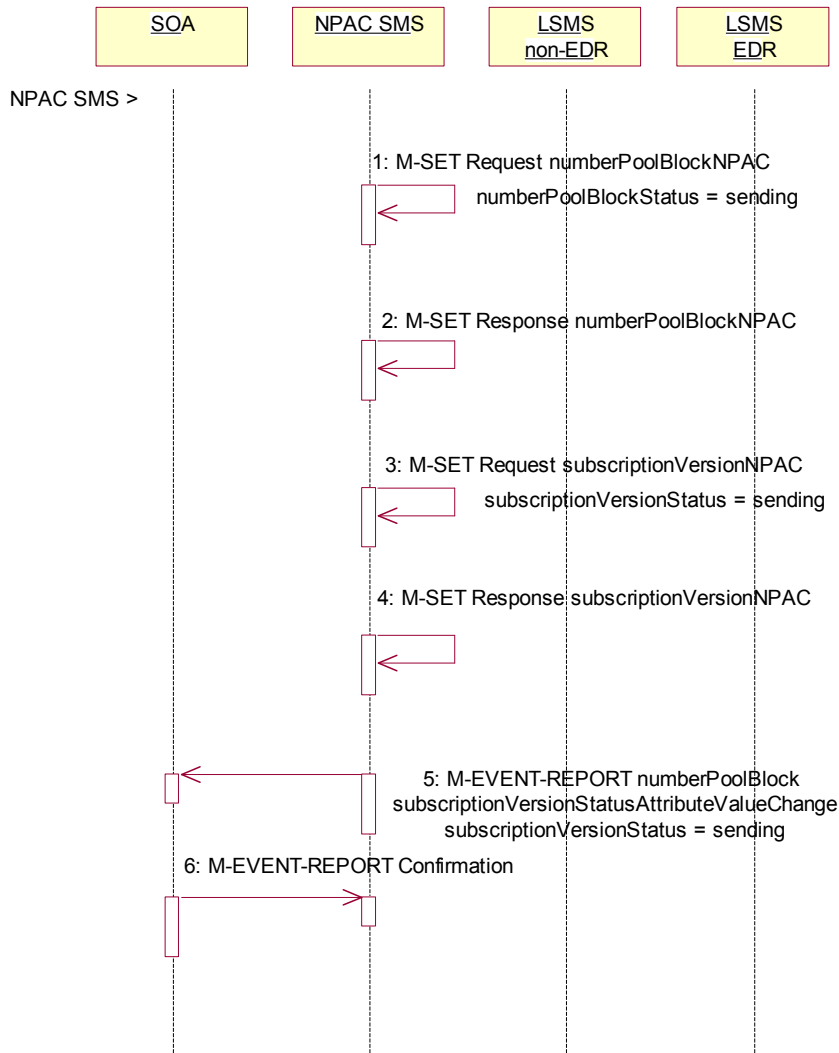 SOA
NPAC SMS
LSMS
non-EDR
LSMS
EDR
NPAC SMS >
1: M-SET Request numberPoolBlockNPAC
numberPoolBlockStatus = sending
2: M-SET Response numberPoolBlockNPAC
3: M-SET Request subscriptionVersionNPAC
subscriptionVersionStatus = sending
4: M-SET Response subscriptionVersionNPAC
5: M-EVENT-REPORT numberPoolBlock
subscriptionVersionStatusAttributeValueChange
subscriptionVersionStatus = sending
6: M-EVENT-REPORT Confirmation